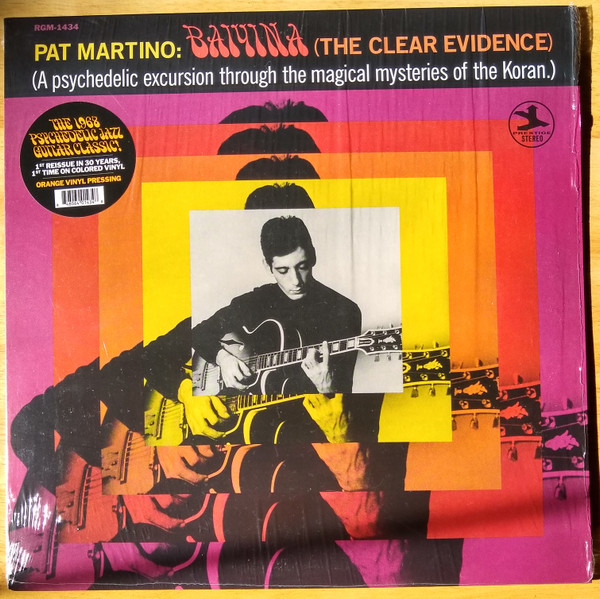 RGM-1434
PAT MARTINO: BAIYINA (THE CLEAR EVIDENCE)
(A psychedelic excursion through the magical mysteries of the Koran.)
THE 1968
PSYCHEDELIC JAZZ
GUITAR CLASSIC!
1ST REISSUE IN 30 YEARS,
1ST TIME ON COLORED VINYL
ORANGE VINYL PRESSING
PRESTIGE
STEREO